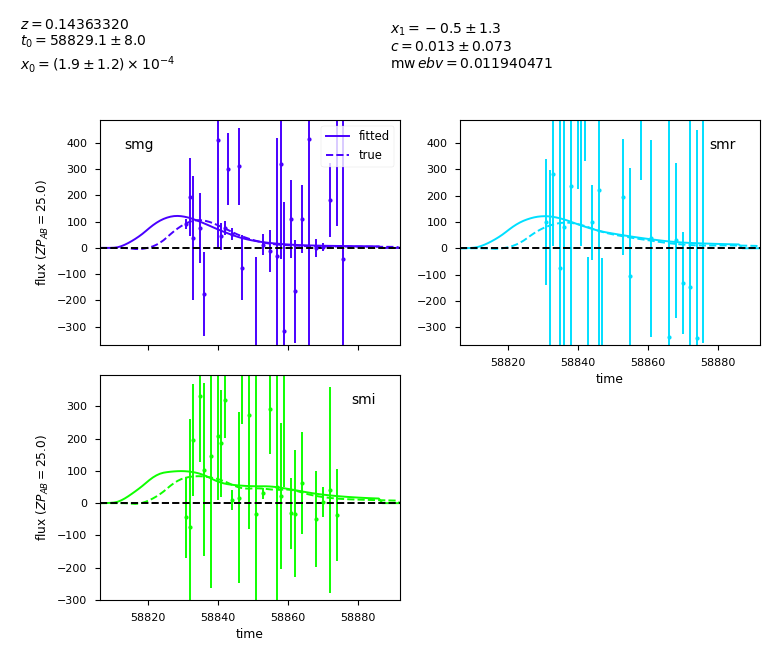 z = 0.14363320
t₀ = 58829.1 ± 8.0
x₀ = (1.9 ± 1.2) × 10⁻⁴
x₁ = −0.5 ± 1.3
c = 0.013 ± 0.073
mw ebv = 0.011940471
smg
fitted
true
400
300
200
100
0
−100
−200
−300
flux (ZP_AB = 25.0)
smr
400
300
200
100
0
−100
−200
−300
58820 58840 58860 58880
time
smi
300
200
100
0
−100
−200
−300
flux (ZP_AB = 25.0)
58820 58840 58860 58880
time